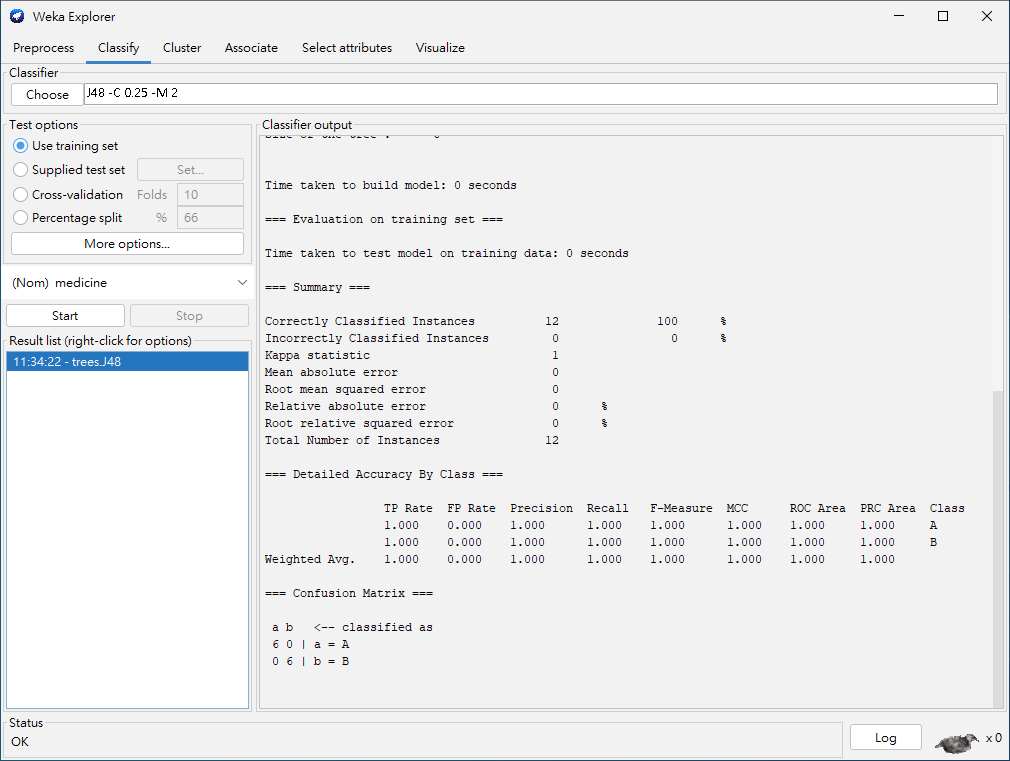 Weka Explorer
Preprocess Classify Cluster Associate Select attributes Visualize
Classifier
Choose J48 -C 0.25 -M 2
Test options
Use training set
Supplied test set Set...
Cross-validation Folds 10
Percentage split % 66
More options...
(Nom) medicine
Start Stop
Result list (right-click for options)
11:34:22 - trees.J48
Classifier output
Time taken to build model: 0 seconds
=== Evaluation on training set ===
Time taken to test model on training data: 0 seconds
=== Summary ===
Correctly Classified Instances 12 100 %
Incorrectly Classified Instances 0 0 %
Kappa statistic 1
Mean absolute error 0
Root mean squared error 0
Relative absolute error 0 %
Root relative squared error 0 %
Total Number of Instances 12
=== Detailed Accuracy By Class ===
TP Rate FP Rate Precision Recall F-Measure MCC ROC Area PRC Area Class
1.000 0.000 1.000 1.000 1.000 1.000 1.000 1.000 A
1.000 0.000 1.000 1.000 1.000 1.000 1.000 1.000 B
Weighted Avg. 1.000 0.000 1.000 1.000 1.000 1.000 1.000 1.000
=== Confusion Matrix ===
a b <-- classified as
6 0 | a = A
0 6 | b = B
Status
OK
Log x 0